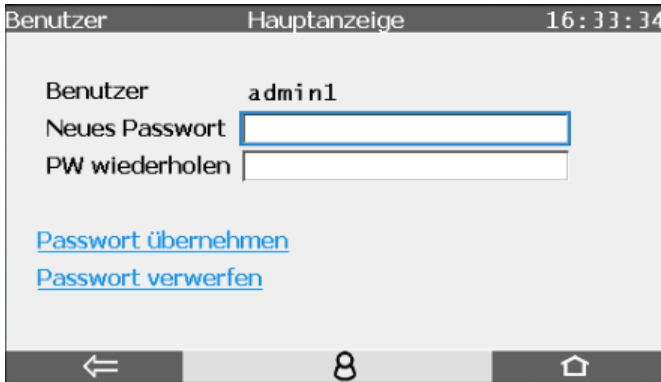 Benutzer Hauptanzeige 16:33:34
Benutzer admin1
Neues Passwort
PW wiederholen
Passwort übernehmen
Passwort verwerfen